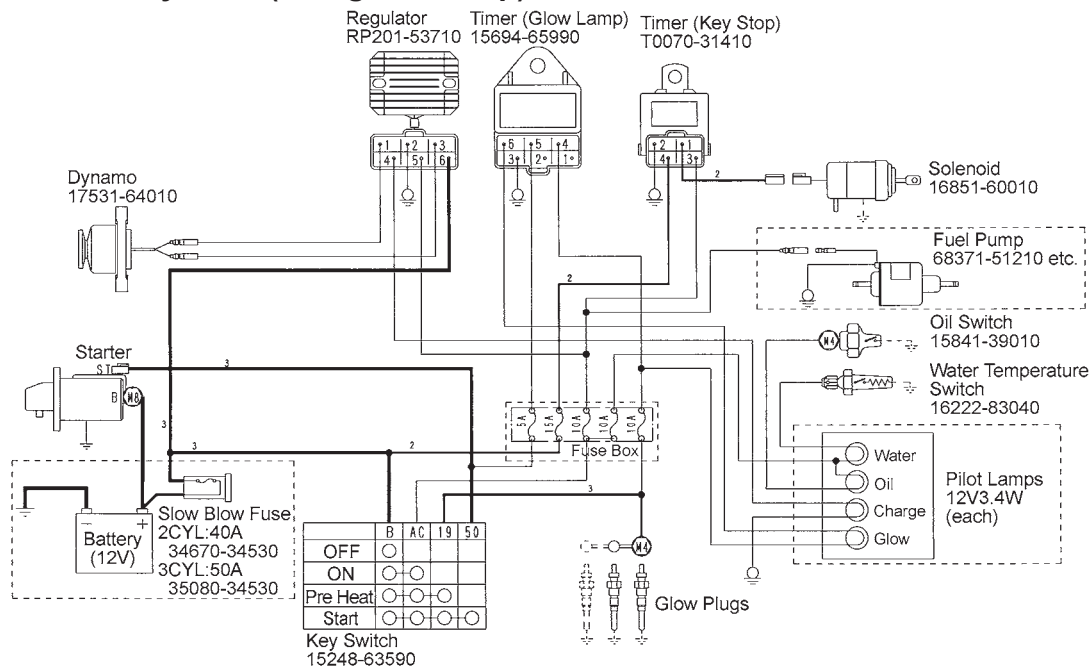 Regulator
RP201-53710
Timer (Glow Lamp)
15694-65990
Timer (Key Stop)
T0070-31410
1 2 3
4 5 6
6 5 4
3 2 1
2 1
4 3
2
Solenoid
16851-60010
Dynamo
17531-64010
Fuel Pump
68371-51210 etc.
2
Oil Switch
15841-39010
M4
Starter
ST
B
M8
3
Water Temperature
Switch
16222-83040
5A 15A 10A 10A 10A
Fuse Box
3
3
2
3
Water
Oil
Charge
Glow
Pilot Lamps
12V3.4W
(each)
Slow Blow Fuse
2CYL:40A
34670-34530
3CYL:50A
35080-34530
- +
Battery
(12V)
B AC 19 50
OFF
ON
Pre Heat
Start
Key Switch
15248-63590
M4
Glow Plugs